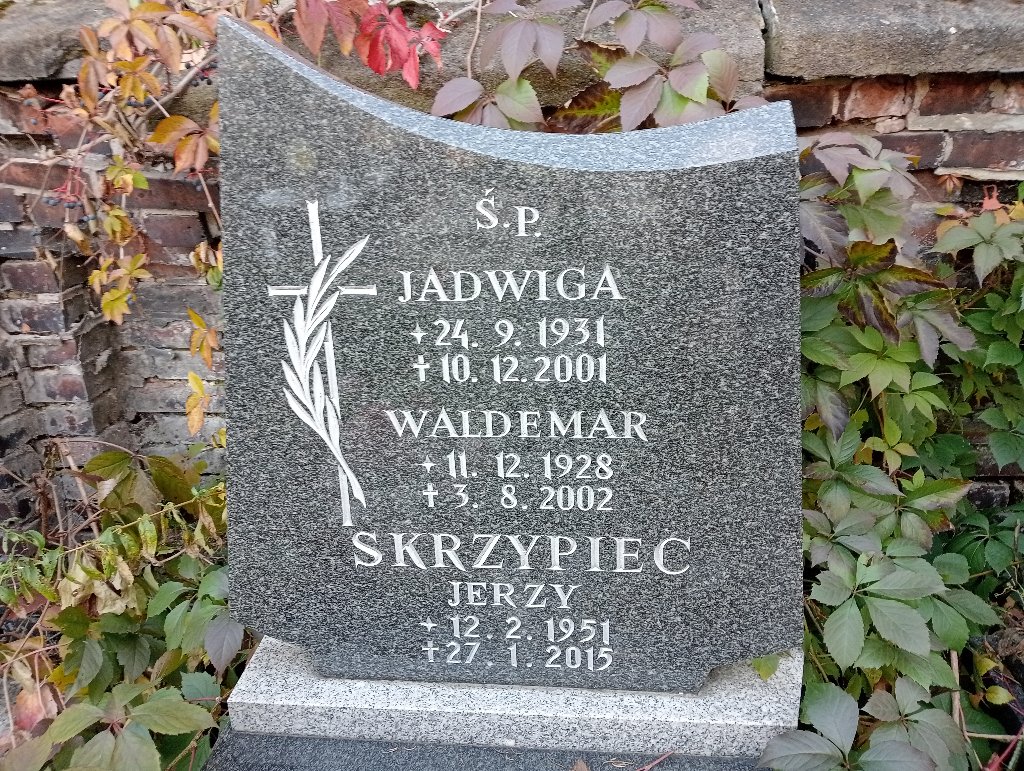 Ś.P.
JADWIGA
+24. 9. 1931
†10. 12. 2001
WALDEMAR
+11. 12. 1928
†3. 8. 2002
SKRZYPIEC
JERZY
+12. 2. 1951
†27. 1. 2015